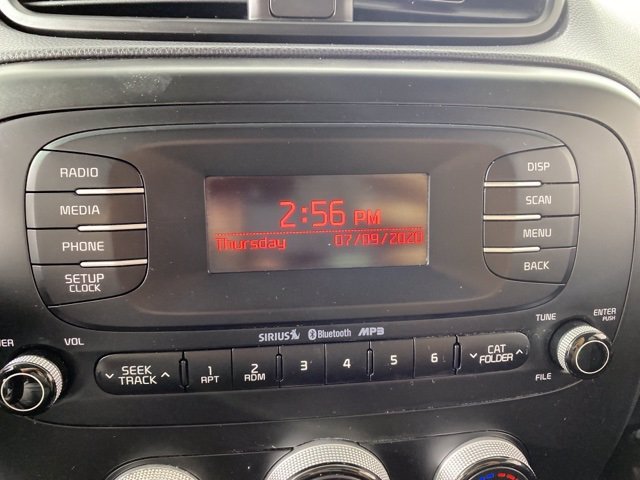 RADIO
MEDIA
PHONE
SETUP
CLOCK
2:56 PM
Thursday 07/09/2020
DISP
SCAN
MENU
BACK
SIRIUS Bluetooth MP3
VOL
SEEK
TRACK
1
RPT
2
RDM
3
4
5
6
CAT
FOLDER
TUNE
FILE
ENTER
PUSH